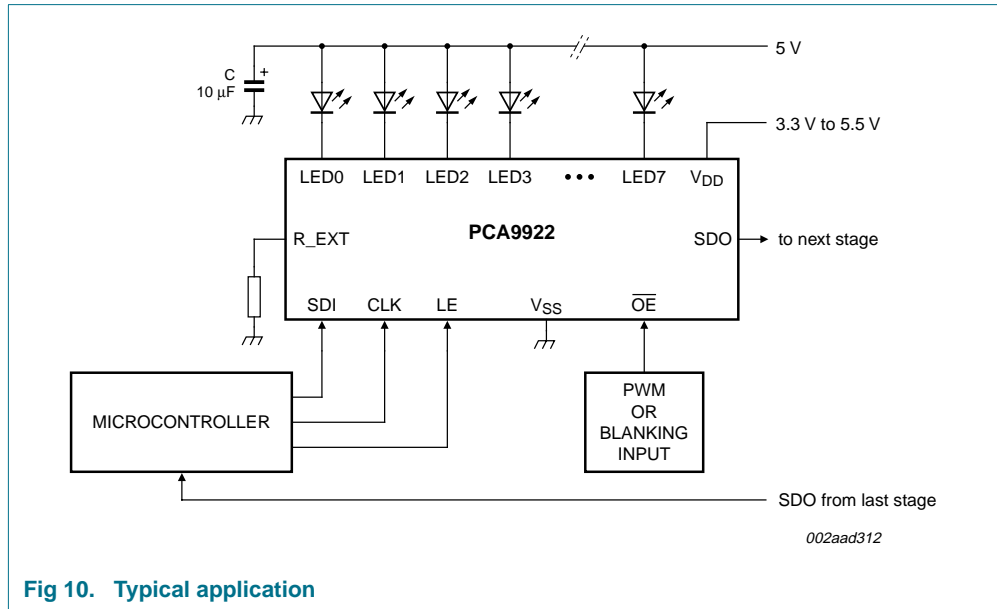 5 V
C
+
10 µF
3.3 V to 5.5 V
LED0 LED1 LED2 LED3 ••• LED7 VDD
PCA9922
R_EXT
SDO
to next stage
SDI CLK LE VSS OE
MICROCONTROLLER
PWM
OR
BLANKING
INPUT
SDO from last stage
002aad312
Fig 10. Typical application